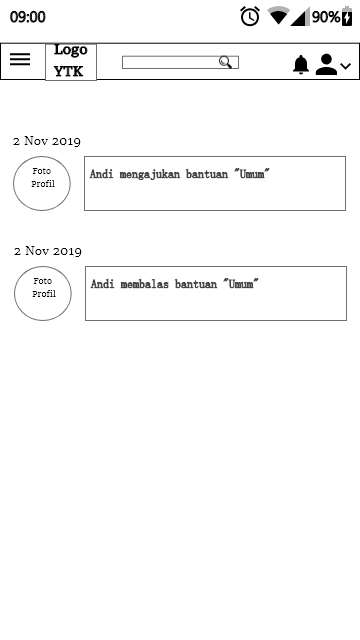 09:00
90%
Logo
YTK
2 Nov 2019
Foto
Profil
Andi mengajukan bantuan "Umum"
2 Nov 2019
Foto
Profil
Andi membalas bantuan "Umum"